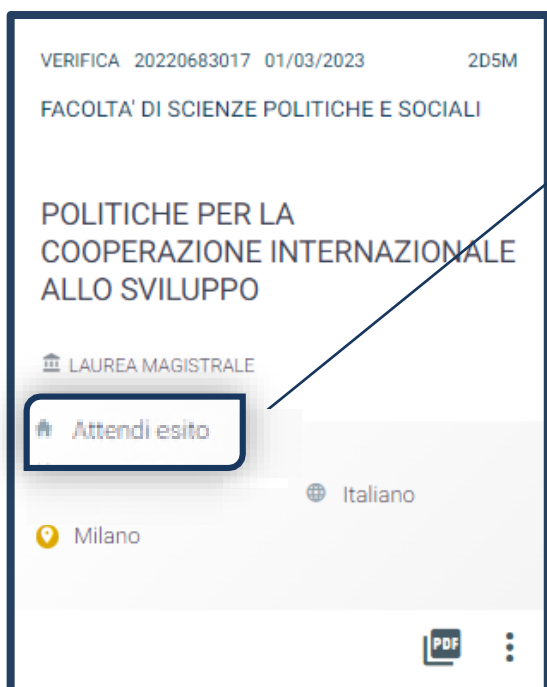 VERIFICA 20220683017 01/03/2023 2D5M
FACOLTA' DI SCIENZE POLITICHE E SOCIALI
POLITICHE PER LA
COOPERAZIONE INTERNAZIONALE
ALLO SVILUPPO
LAUREA MAGISTRALE
Attendi esito
Italiano
Milano
PDF